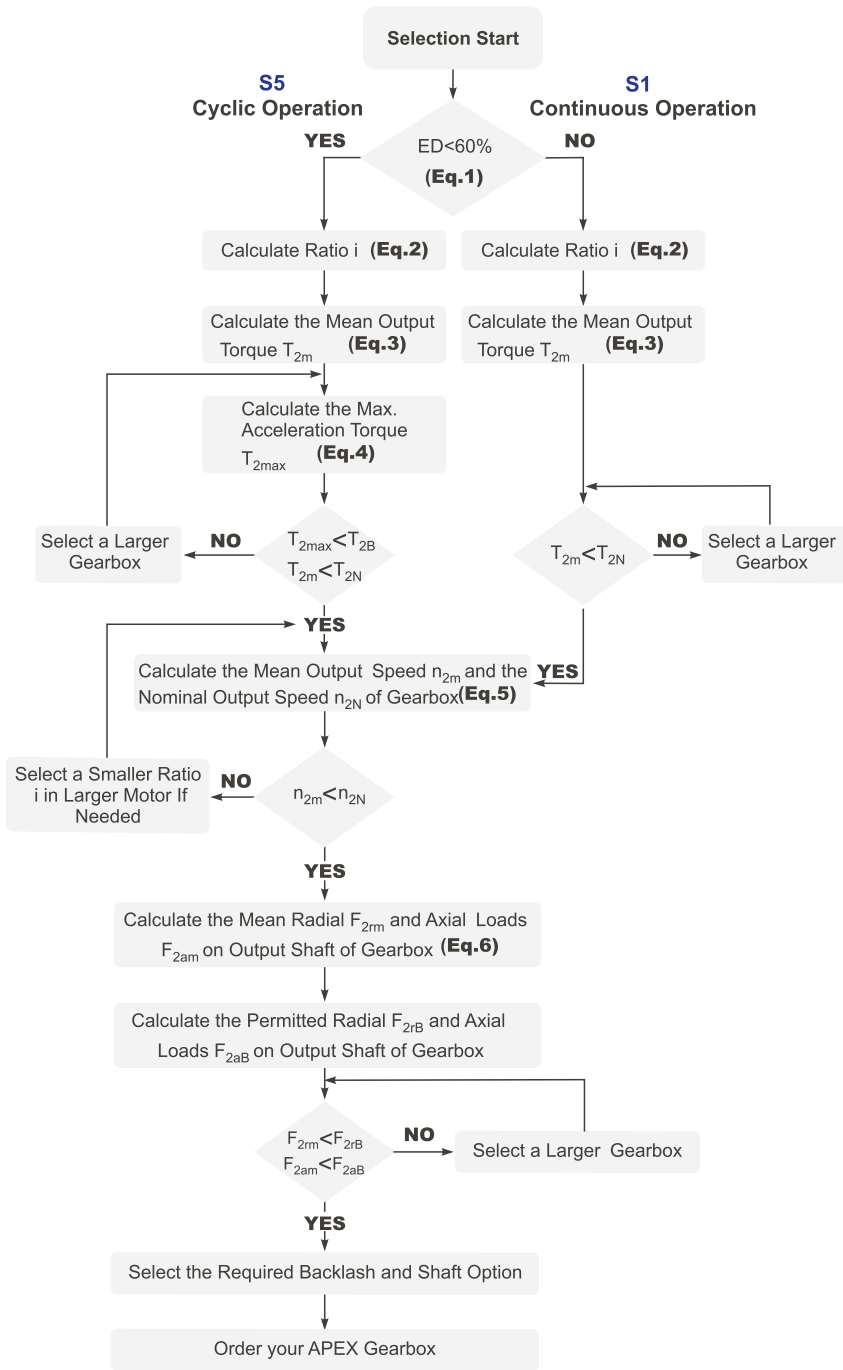 Selection Start
S5
Cyclic Operation
S1
Continuous Operation
YES
ED<60%
(Eq.1)
NO
Calculate Ratio i (Eq.2)
Calculate Ratio i (Eq.2)
Calculate the Mean Output
Torque T2m (Eq.3)
Calculate the Mean Output
Torque T2m (Eq.3)
Calculate the Max.
Acceleration Torque
T2max (Eq.4)
Select a Larger
Gearbox
NO
T2max<T2B
T2m<T2N
T2m<T2N
NO
Select a Larger
Gearbox
YES
Calculate the Mean Output Speed n2m and the
Nominal Output Speed n2N of Gearbox(Eq.5)
YES
Select a Smaller Ratio
i in Larger Motor If
Needed
NO
n2m<n2N
YES
Calculate the Mean Radial F2rm and Axial Loads
F2am on Output Shaft of Gearbox (Eq.6)
Calculate the Permitted Radial F2rB and Axial
Loads F2aB on Output Shaft of Gearbox
F2rm<F2rB
F2am<F2aB
NO
Select a Larger Gearbox
YES
Select the Required Backlash and Shaft Option
Order your APEX Gearbox